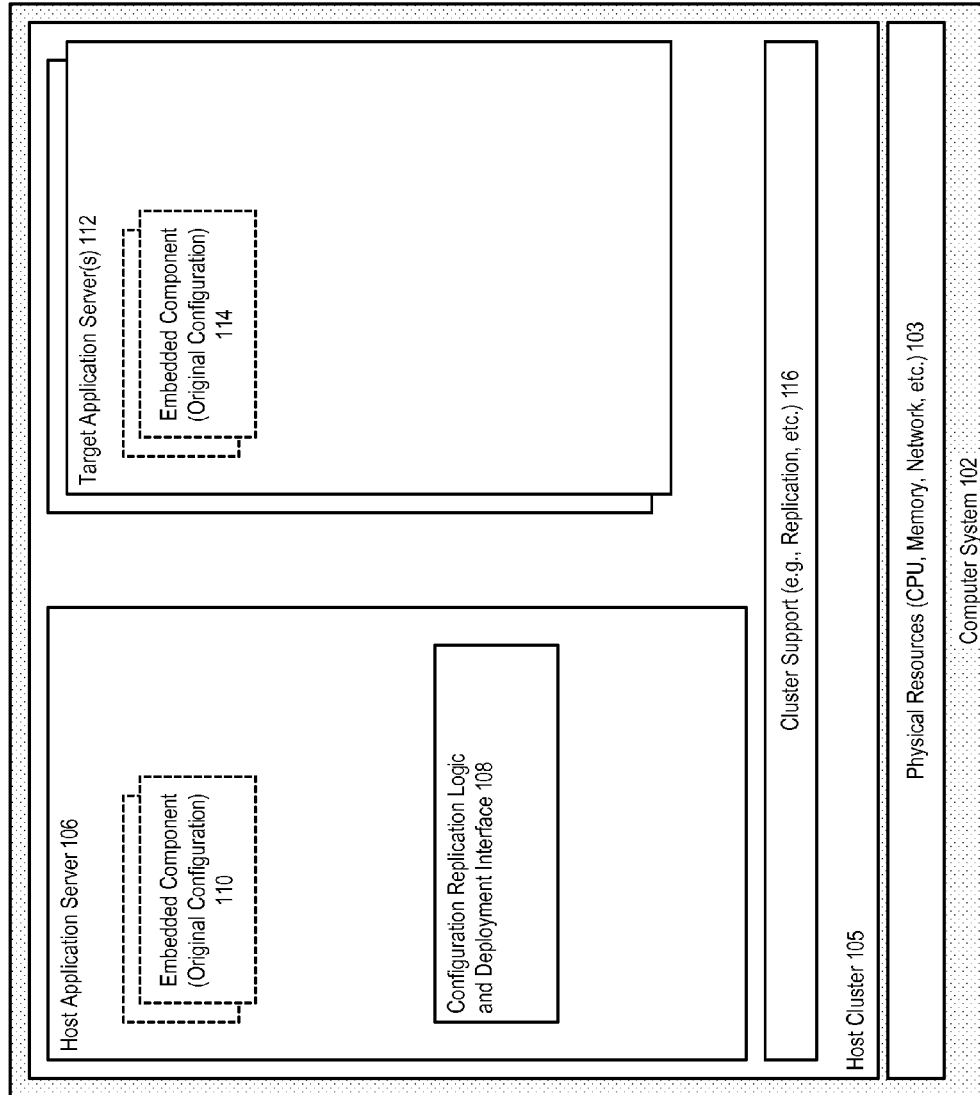 Host Application Server 106
Embedded Component
(Original Configuration)
110
Configuration Replication Logic
and Deployment Interface 108
Target Application Server(s) 112
Embedded Component
(Original Configuration)
114
Cluster Support (e.g., Replication, etc.) 116
Host Cluster 105
Physical Resources (CPU, Memory, Network, etc.) 103
Computer System 102